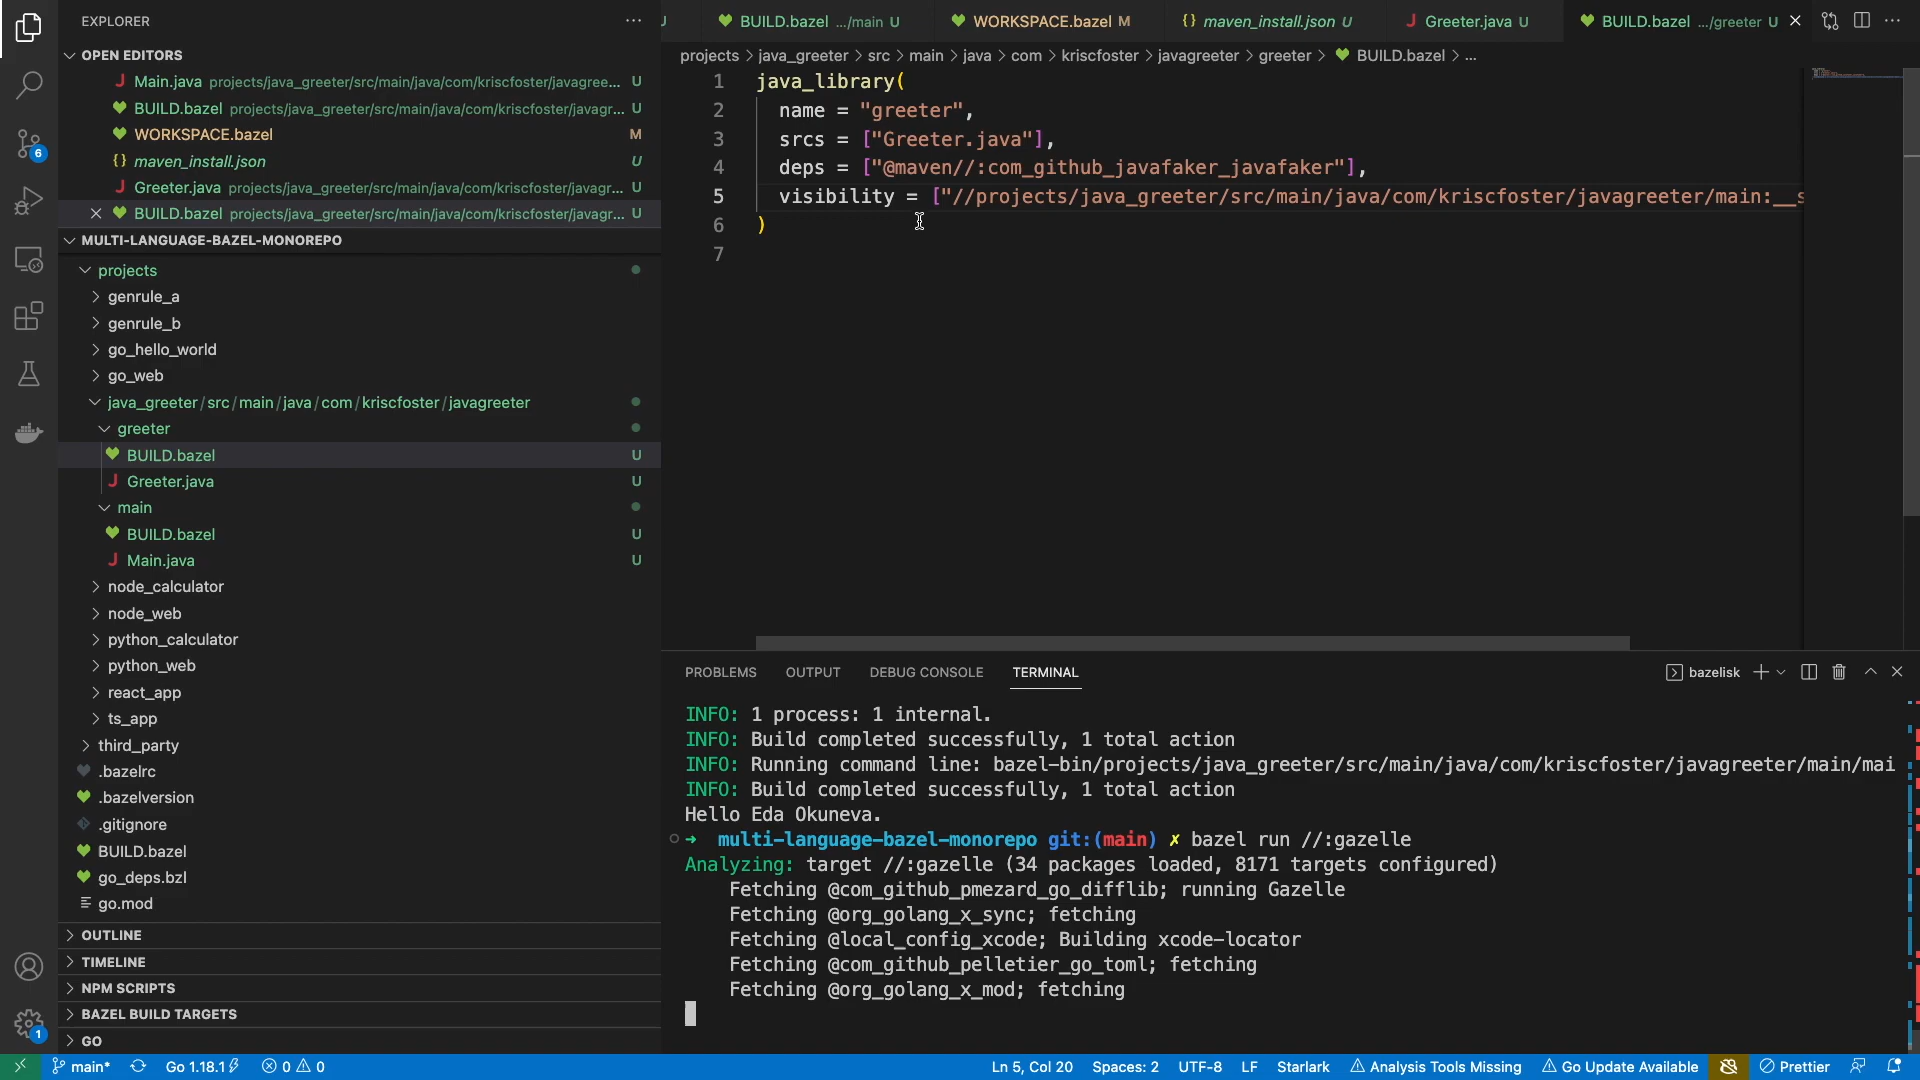 EXPLORER
OPEN EDITORS
Main.java projects/java_greeter/src/main/java/com/kriscfoster/javagree... U
BUILD.bazel projects/java_greeter/src/main/java/com/kriscfoster/javagr... U
WORKSPACE.bazel M
{} maven_install.json U
Greeter.java projects/java_greeter/src/main/java/com/kriscfoster/javagr... U
BUILD.bazel projects/java_greeter/src/main/java/com/kriscfoster/javagr... U
MULTI-LANGUAGE-BAZEL-MONOREPO
projects
genrule_a
genrule_b
go_hello_world
go_web
java_greeter/src/main/java/com/kriscfoster/javagreeter
greeter
BUILD.bazel U
Greeter.java U
main
BUILD.bazel U
Main.java U
node_calculator
node_web
python_calculator
python_web
react_app
ts_app
third_party
.bazelrc
.bazelversion
.gitignore
BUILD.bazel
go_deps.bzl
go.mod
OUTLINE
TIMELINE
NPM SCRIPTS
BAZEL BUILD TARGETS
GO
6
1
U BUILD.bazel .../main U WORKSPACE.bazel M {} maven_install.json U Greeter.java U BUILD.bazel .../greeter U
projects > java_greeter > src > main > java > com > kriscfoster > javagreeter > greeter > BUILD.bazel > ...
1 java_library(
2 name = "greeter",
3 srcs = ["Greeter.java"],
4 deps = ["@maven//:com_github_javafaker_javafaker"],
5 visibility = ["//projects/java_greeter/src/main/java/com/kriscfoster/javagreeter/main:__s
6 )
7
PROBLEMS OUTPUT DEBUG CONSOLE TERMINAL bazelisk
INFO: 1 process: 1 internal.
INFO: Build completed successfully, 1 total action
INFO: Running command line: bazel-bin/projects/java_greeter/src/main/java/com/kriscfoster/javagreeter/main/mai
INFO: Build completed successfully, 1 total action
Hello Eda Okuneva.
➜ multi-language-bazel-monorepo git:(main) ✗ bazel run //:gazelle
Analyzing: target //:gazelle (34 packages loaded, 8171 targets configured)
Fetching @com_github_pmezard_go_difflib; running Gazelle
Fetching @org_golang_x_sync; fetching
Fetching @local_config_xcode; Building xcode-locator
Fetching @com_github_pelletier_go_toml; fetching
Fetching @org_golang_x_mod; fetching
main* Go 1.18.1 0 0 Ln 5, Col 20 Spaces: 2 UTF-8 LF Starlark Analysis Tools Missing Go Update Available Prettier